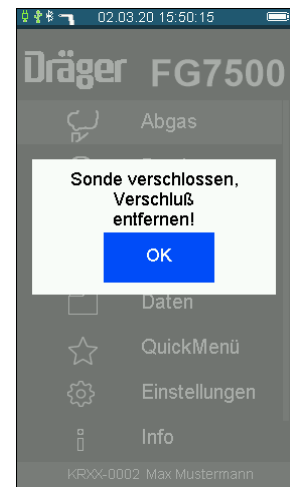 02.03.20 15:50:15
Dräger FG7500
Abgas
Sonde verschlossen,
Verschluß
entfernen!
OK
Daten
QuickMenü
Einstellungen
Info
KRXX-0002 Max Mustermann